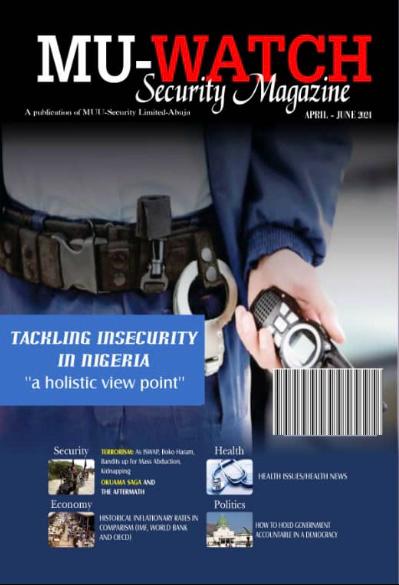 MU-WATCH
Security Magazine
A publication of MUU-Security Limited-Abuja
APRIL - JUNE 2024
TACKLING INSECURITY
IN NIGERIA
"a holistic view point"
Security
TERRORISM: As ISWAP, Boko Haram,
Bandits up for Mass Abduction,
Kidnapping
OKUAMA SAGA AND
THE AFTERMATH
Health
HEALTH ISSUES/HEALTH NEWS
Economy
HISTORICAL INFLATIONARY RATES IN
COMPARISM (IMF, WORLD BANK
AND OECD)
Politics
HOW TO HOLD GOVERNMENT
ACCOUNTABLE IN A DEMOCRACY